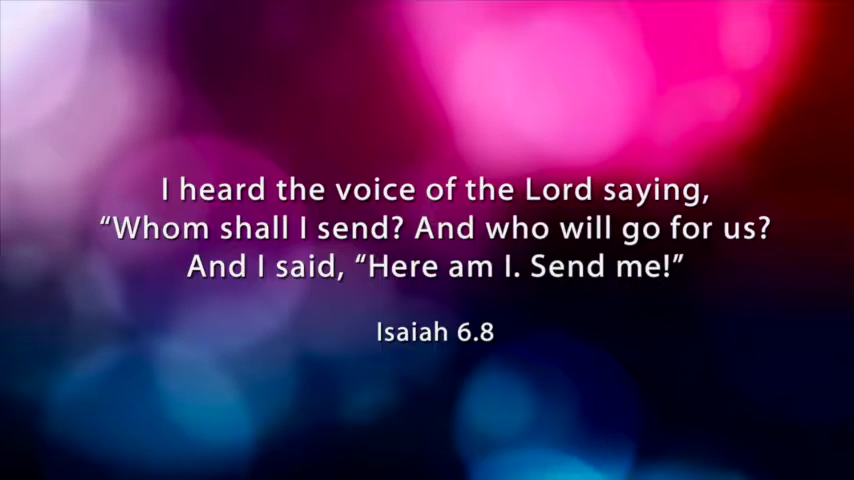 I heard the voice of the Lord saying,
“Whom shall I send? And who will go for us?
And I said, “Here am I. Send me!”
Isaiah 6.8